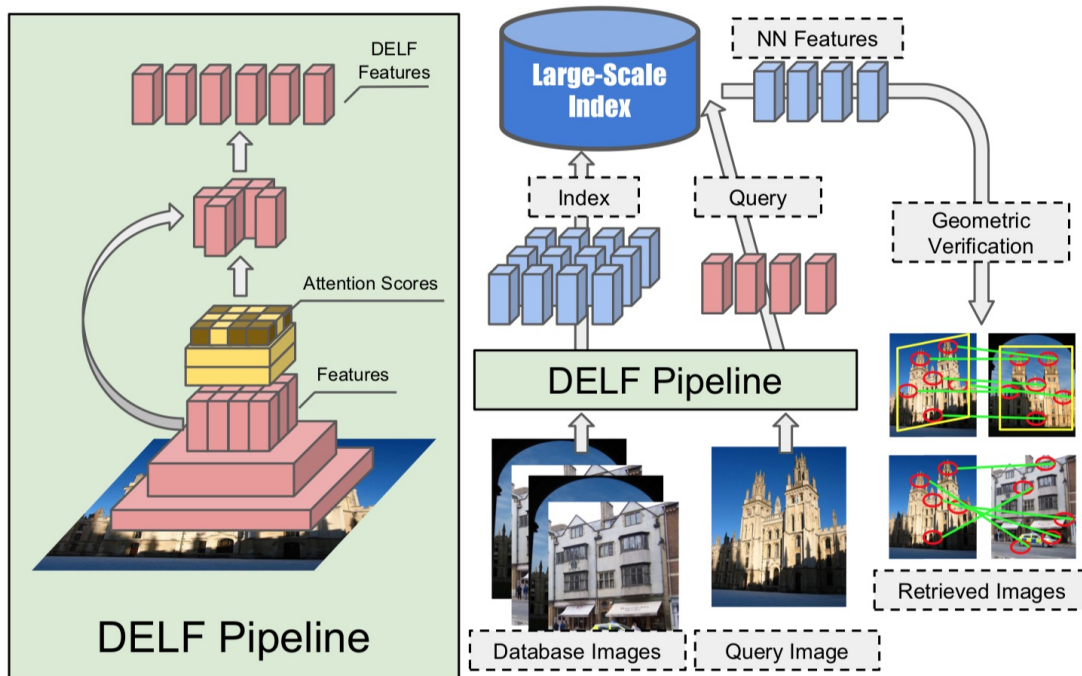 DELF
Features
Attention Scores
Features
DELF Pipeline
Large-Scale
Index
NN Features
Index
Query
Geometric
Verification
DELF Pipeline
Database Images
Query Image
Retrieved Images